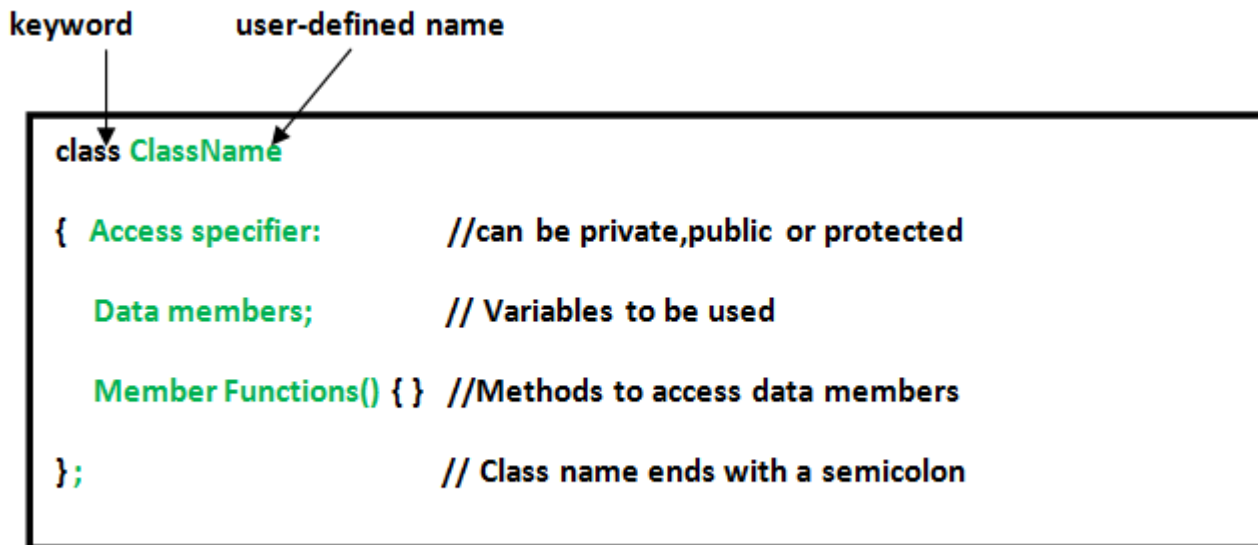 keyword user-defined name
class ClassName
{ Access specifier: //can be private,public or protected
Data members; // Variables to be used
Member Functions() { } //Methods to access data members
} ; // Class name ends with a semicolon